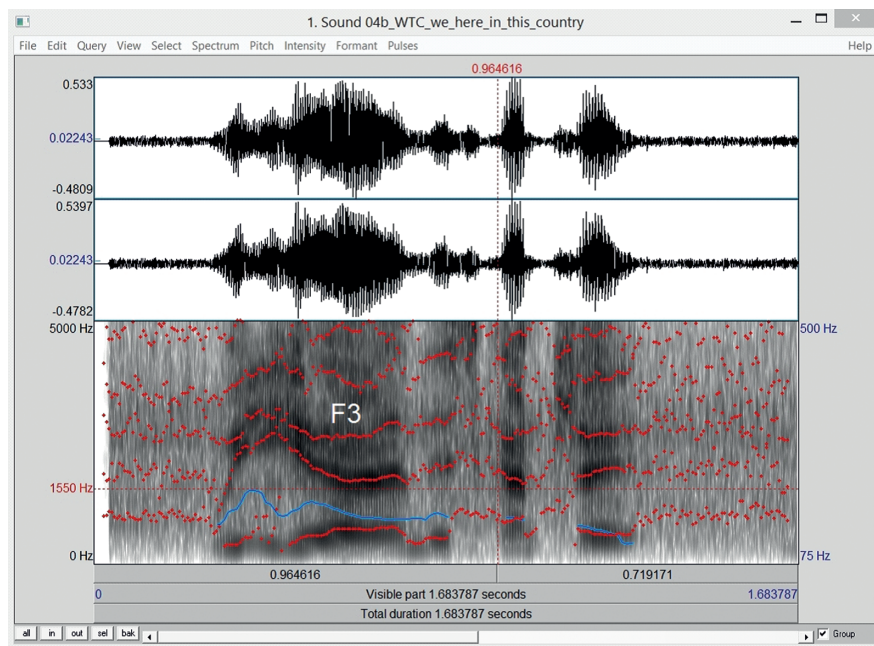 1. Sound 04b_WTC_we_here_in_this_country
File Edit Query View Select Spectrum Pitch Intensity Formant Pulses Help
0.964616
0.533
0.02243
-0.4809
0.5397
0.02243
-0.4782
5000 Hz 500 Hz
F3
1550 Hz
0 Hz 75 Hz
0.964616 0.719171
0 Visible part 1.683787 seconds 1.683787
Total duration 1.683787 seconds
all in out sel bak Group